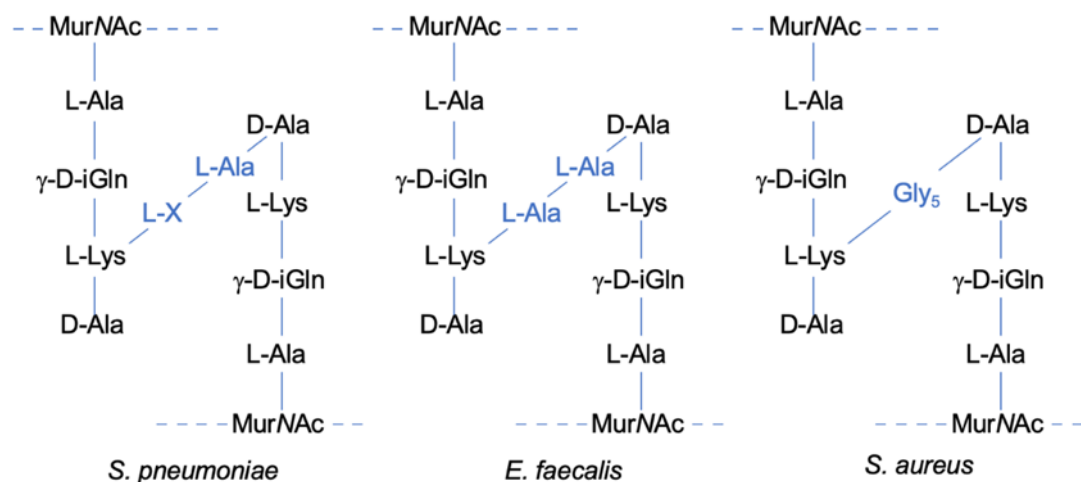 MurNAc MurNAc MurNAc
L-Ala L-Ala L-Ala
D-Ala D-Ala D-Ala
L-Ala L-Ala
γ-D-iGln γ-D-iGln γ-D-iGln
Gly5
L-X L-Lys L-Ala L-Lys L-Lys
L-Lys L-Lys L-Lys
γ-D-iGln γ-D-iGln γ-D-iGln
D-Ala D-Ala D-Ala
L-Ala L-Ala L-Ala
MurNAc MurNAc MurNAc
S. pneumoniae E. faecalis S. aureus